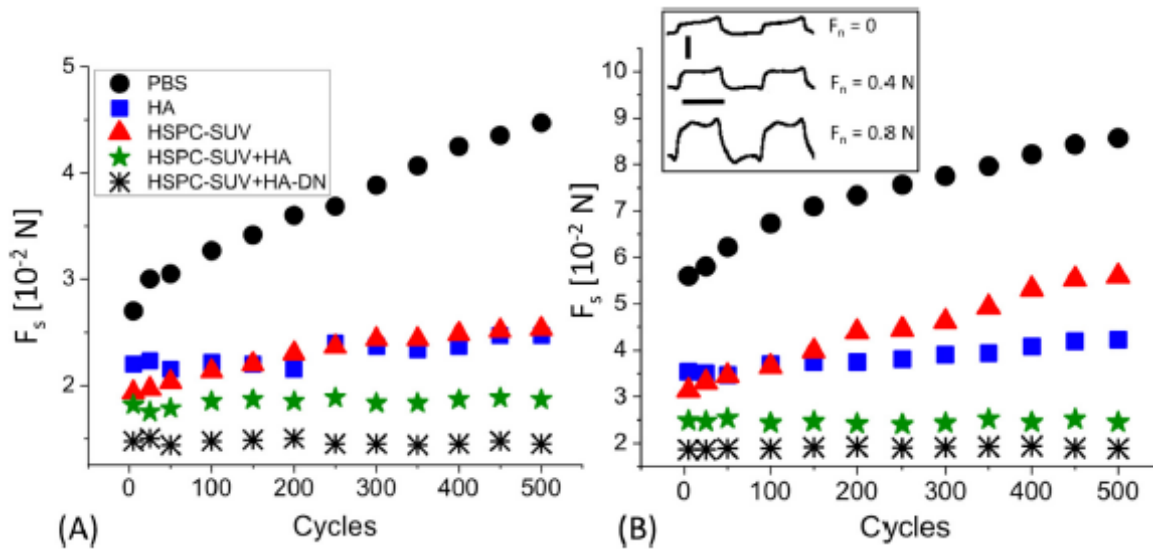 5
4
3
2
F_s [10^-2 N]
PBS
HA
HSPC-SUV
HSPC-SUV+HA
HSPC-SUV+HA-DN
0 100 200 300 400 500
(A) Cycles
10
9
8
7
6
5
4
3
2
F_s [10^-2 N]
F_n = 0
F_n = 0.4 N
F_n = 0.8 N
0 100 200 300 400 500
(B) Cycles